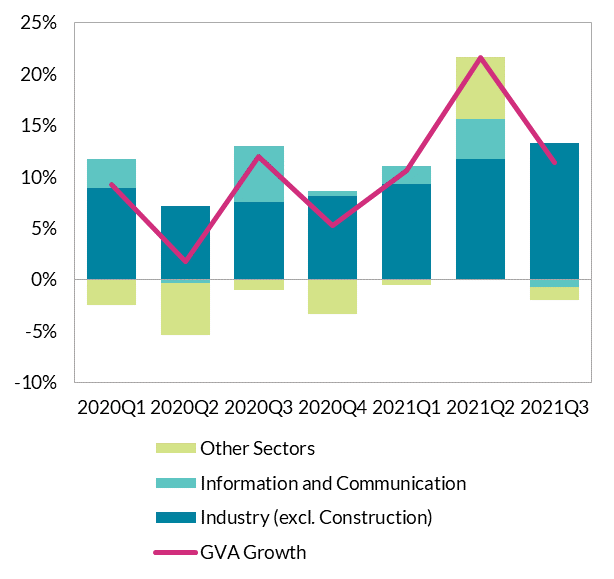 25%
20%
15%
10%
5%
0%
-5%
-10%
2020Q1 2020Q2 2020Q3 2020Q4 2021Q1 2021Q2 2021Q3
Other Sectors
Information and Communication
Industry (excl. Construction)
GVA Growth